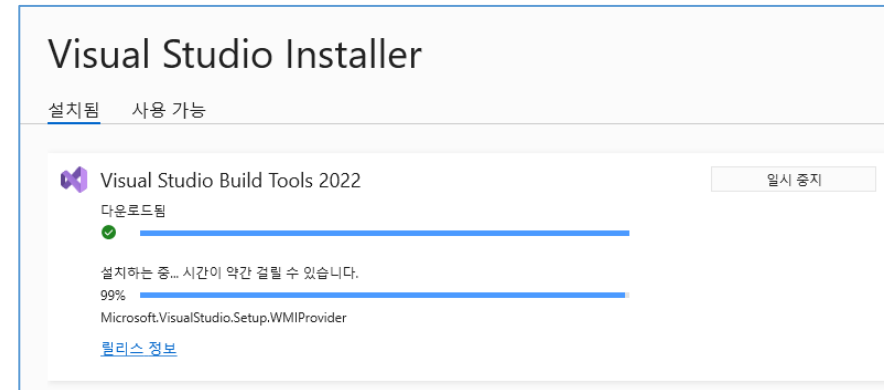 Visual Studio Installer
설치됨 사용 가능
Visual Studio Build Tools 2022
일시 중지
다운로드됨
설치하는 중... 시간이 약간 걸릴 수 있습니다.
99%
Microsoft.VisualStudio.Setup.WMIProvider
릴리스 정보